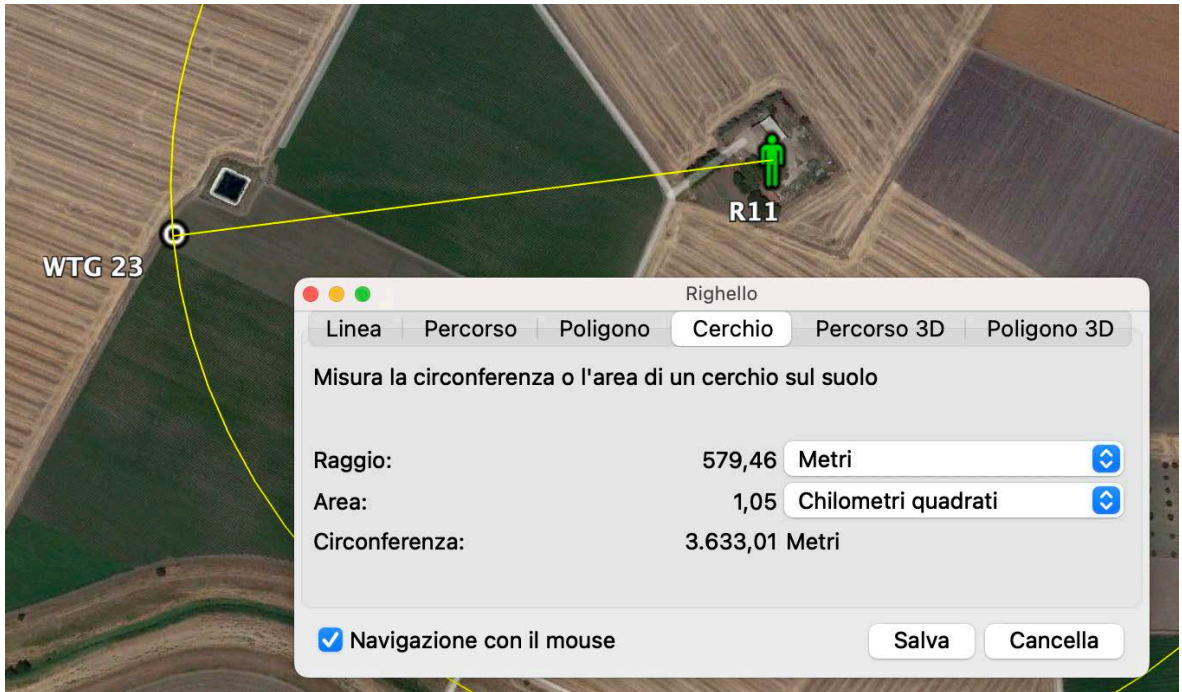 R11
WTG 23
Righello
Linea Percorso Poligono Cerchio Percorso 3D Poligono 3D
Misura la circonferenza o l'area di un cerchio sul suolo
Raggio: 579,46 Metri
Area: 1,05 Chilometri quadrati
Circonferenza: 3.633,01 Metri
Navigazione con il mouse Salva Cancella